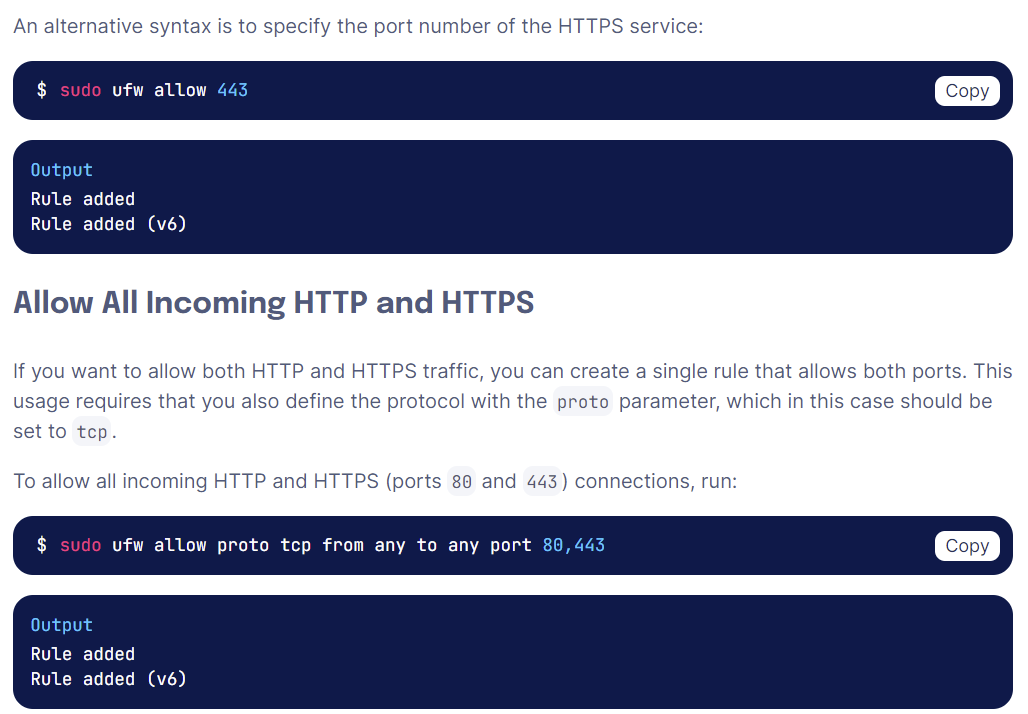 An alternative syntax is to specify the port number of the HTTPS service:
$ sudo ufw allow 443
Copy
Output
Rule added
Rule added (v6)
Allow All Incoming HTTP and HTTPS
If you want to allow both HTTP and HTTPS traffic, you can create a single rule that allows both ports. This
usage requires that you also define the protocol with the proto parameter, which in this case should be
set to tcp.
To allow all incoming HTTP and HTTPS (ports 80 and 443) connections, run:
$ sudo ufw allow proto tcp from any to any port 80,443
Copy
Output
Rule added
Rule added (v6)